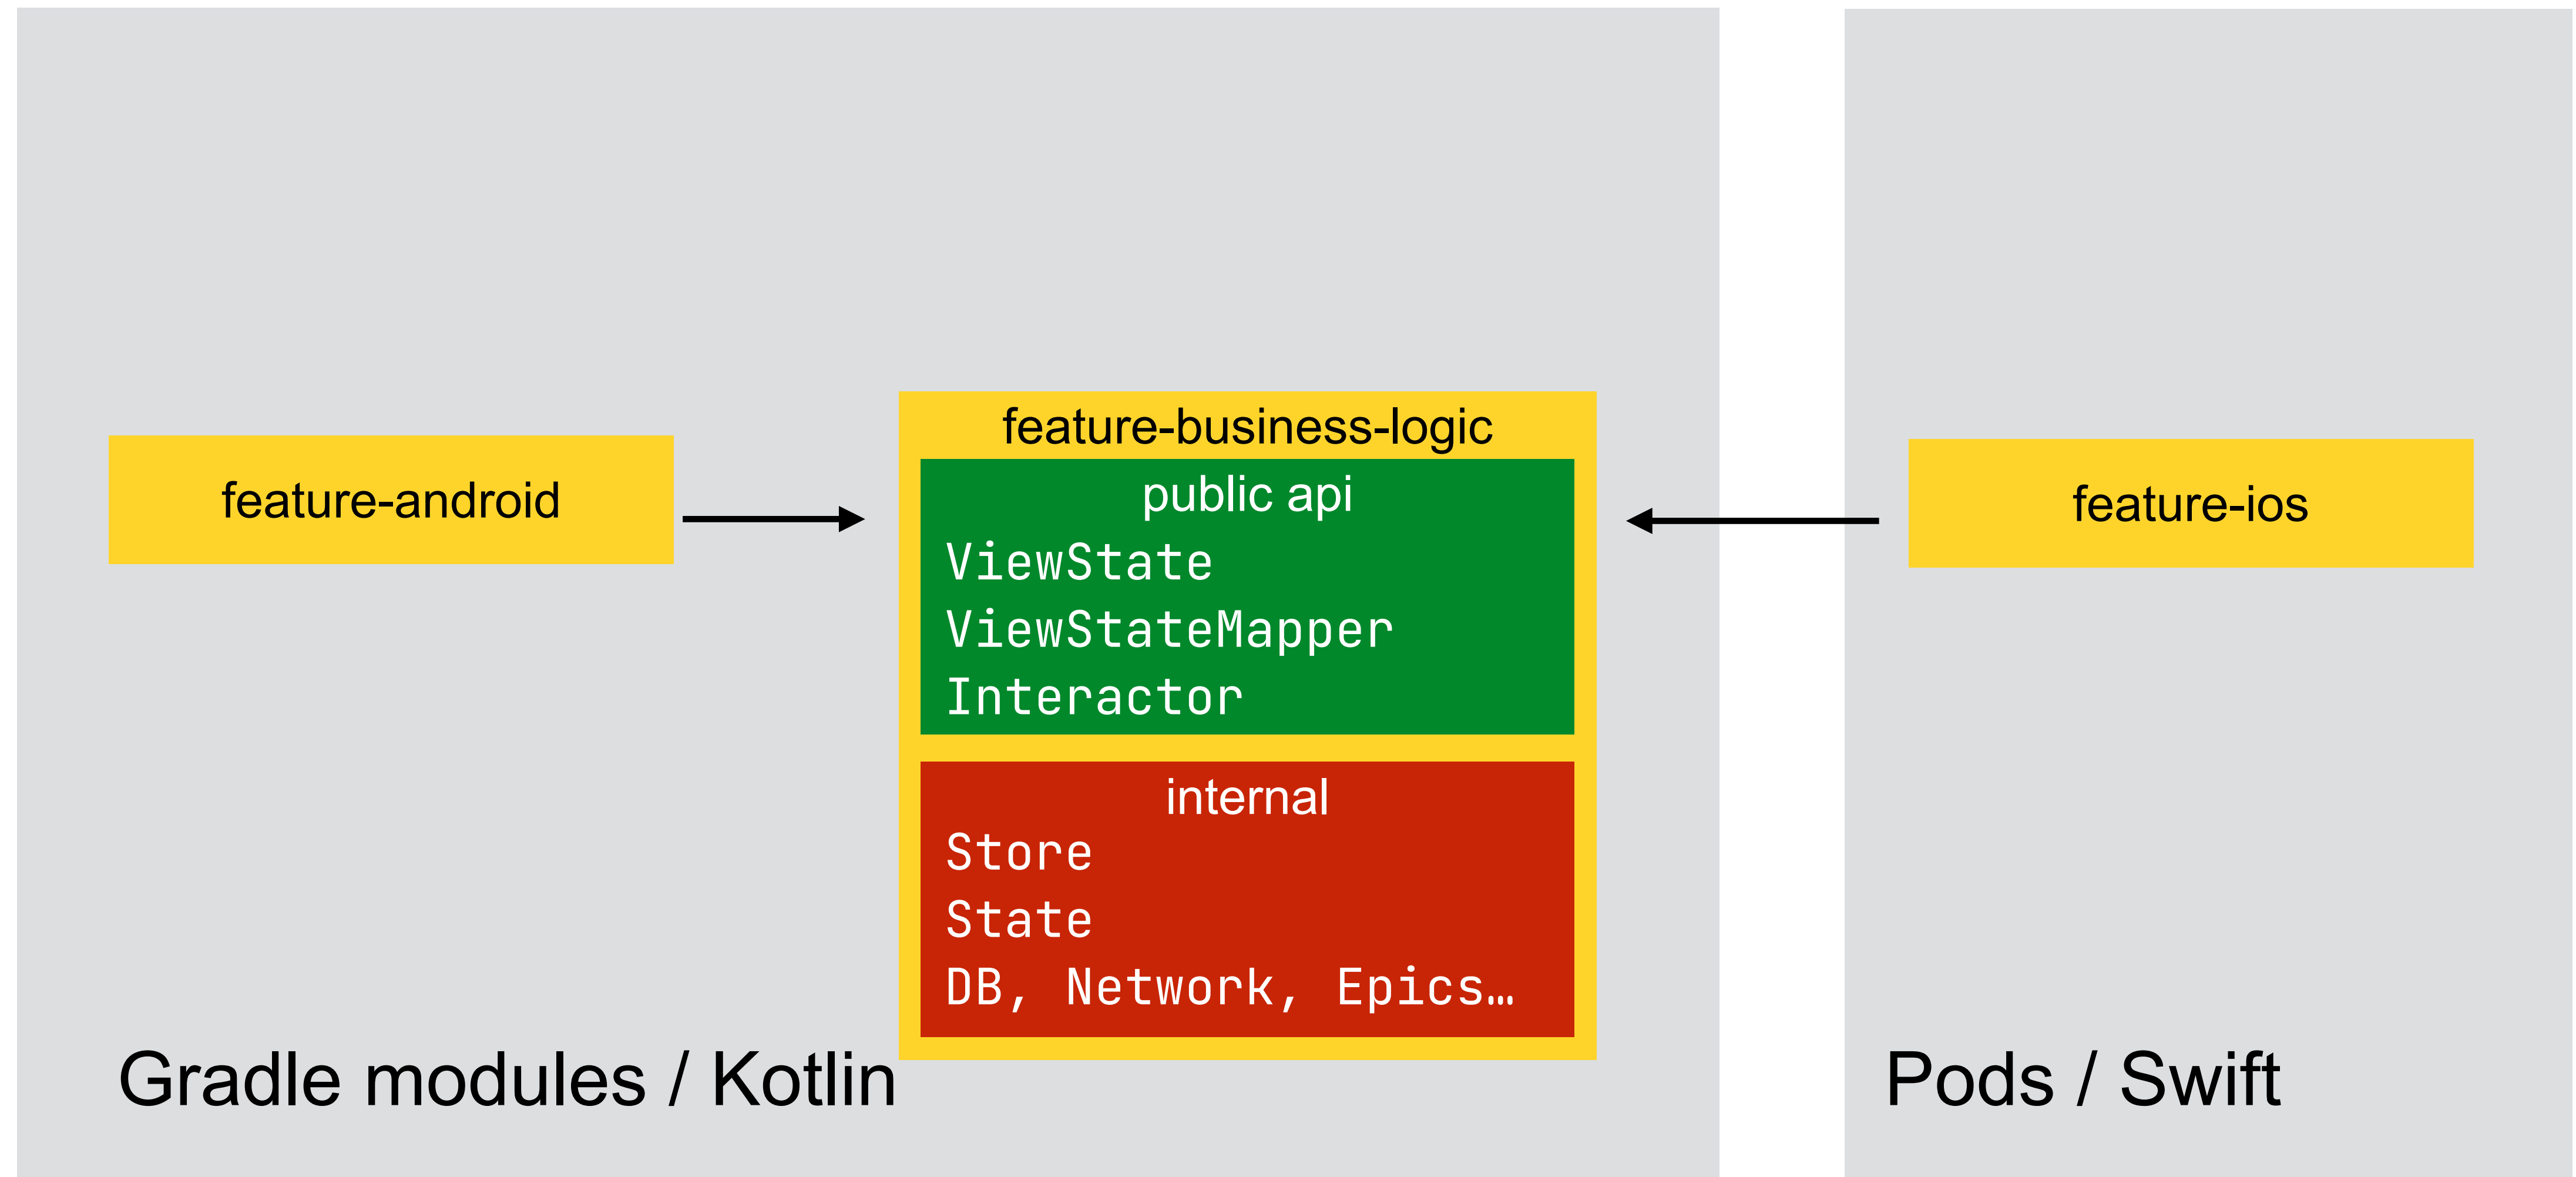 feature-android
feature-business-logic
public api
ViewState
ViewStateMapper
Interactor
internal
Store
State
DB, Network, Epics…
feature-ios
Gradle modules / Kotlin
Pods / Swift